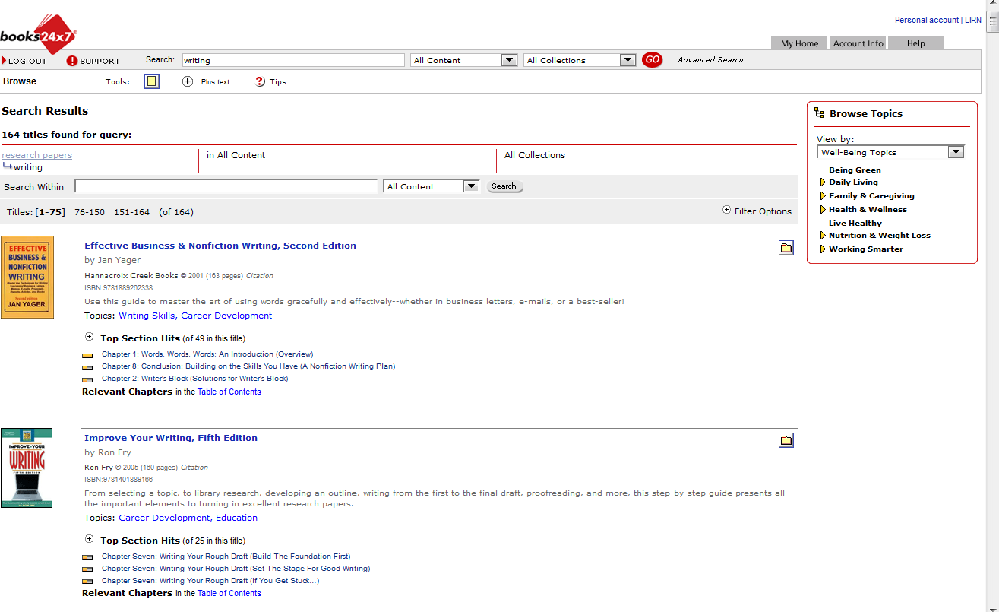 Personal account | LIRN
books24x7®
My Home Account Info Help
LOG OUT SUPPORT Search: writing All Content All Collections GO Advanced Search
Browse Tools: Plus text Tips
Search Results
164 titles found for query:
research papers in All Content All Collections
writing
Search Within All Content Search
Titles: [1-75] 76-150 151-164 (of 164) Filter Options
EFFECTIVE
BUSINESS &
NONFICTION
WRITING
JAN YAGER
Effective Business & Nonfiction Writing, Second Edition
by Jan Yager
Hannacroix Creek Books © 2001 (163 pages) Citation
ISBN:9781889262338
Use this guide to master the art of using words gracefully and effectively--whether in business letters, e-mails, or a best-seller!
Topics: Writing Skills, Career Development
Top Section Hits (of 49 in this title)
Chapter 1: Words, Words, Words: An Introduction (Overview)
Chapter 8: Conclusion: Building on the Skills You Have (A Nonfiction Writing Plan)
Chapter 2: Writer's Block (Solutions for Writer's Block)
Relevant Chapters in the Table of Contents
IMPROVE YOUR
WRITING
FIFTH EDITION
Improve Your Writing, Fifth Edition
by Ron Fry
Ron Fry © 2005 (160 pages) Citation
ISBN:9781401889166
From selecting a topic, to library research, developing an outline, writing from the first to the final draft, proofreading, and more, this step-by-step guide presents all
the important elements to turning in excellent research papers.
Topics: Career Development, Education
Top Section Hits (of 25 in this title)
Chapter Seven: Writing Your Rough Draft (Build The Foundation First)
Chapter Seven: Writing Your Rough Draft (Set The Stage For Good Writing)
Chapter Seven: Writing Your Rough Draft (If You Get Stuck...)
Relevant Chapters in the Table of Contents
Browse Topics
View by:
Well-Being Topics
Being Green
Daily Living
Family & Caregiving
Health & Wellness
Live Healthy
Nutrition & Weight Loss
Working Smarter